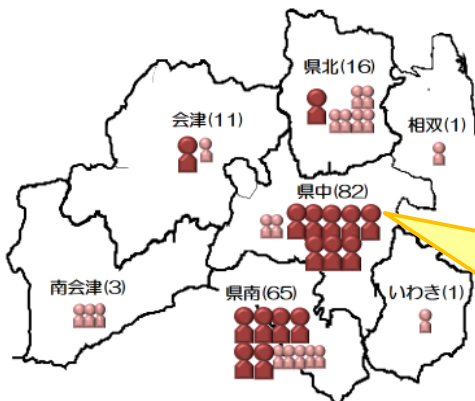 県北(16)
会津(11)
相双(1)
県中(82)
南会津(3)
県南(65)
いわき(1)